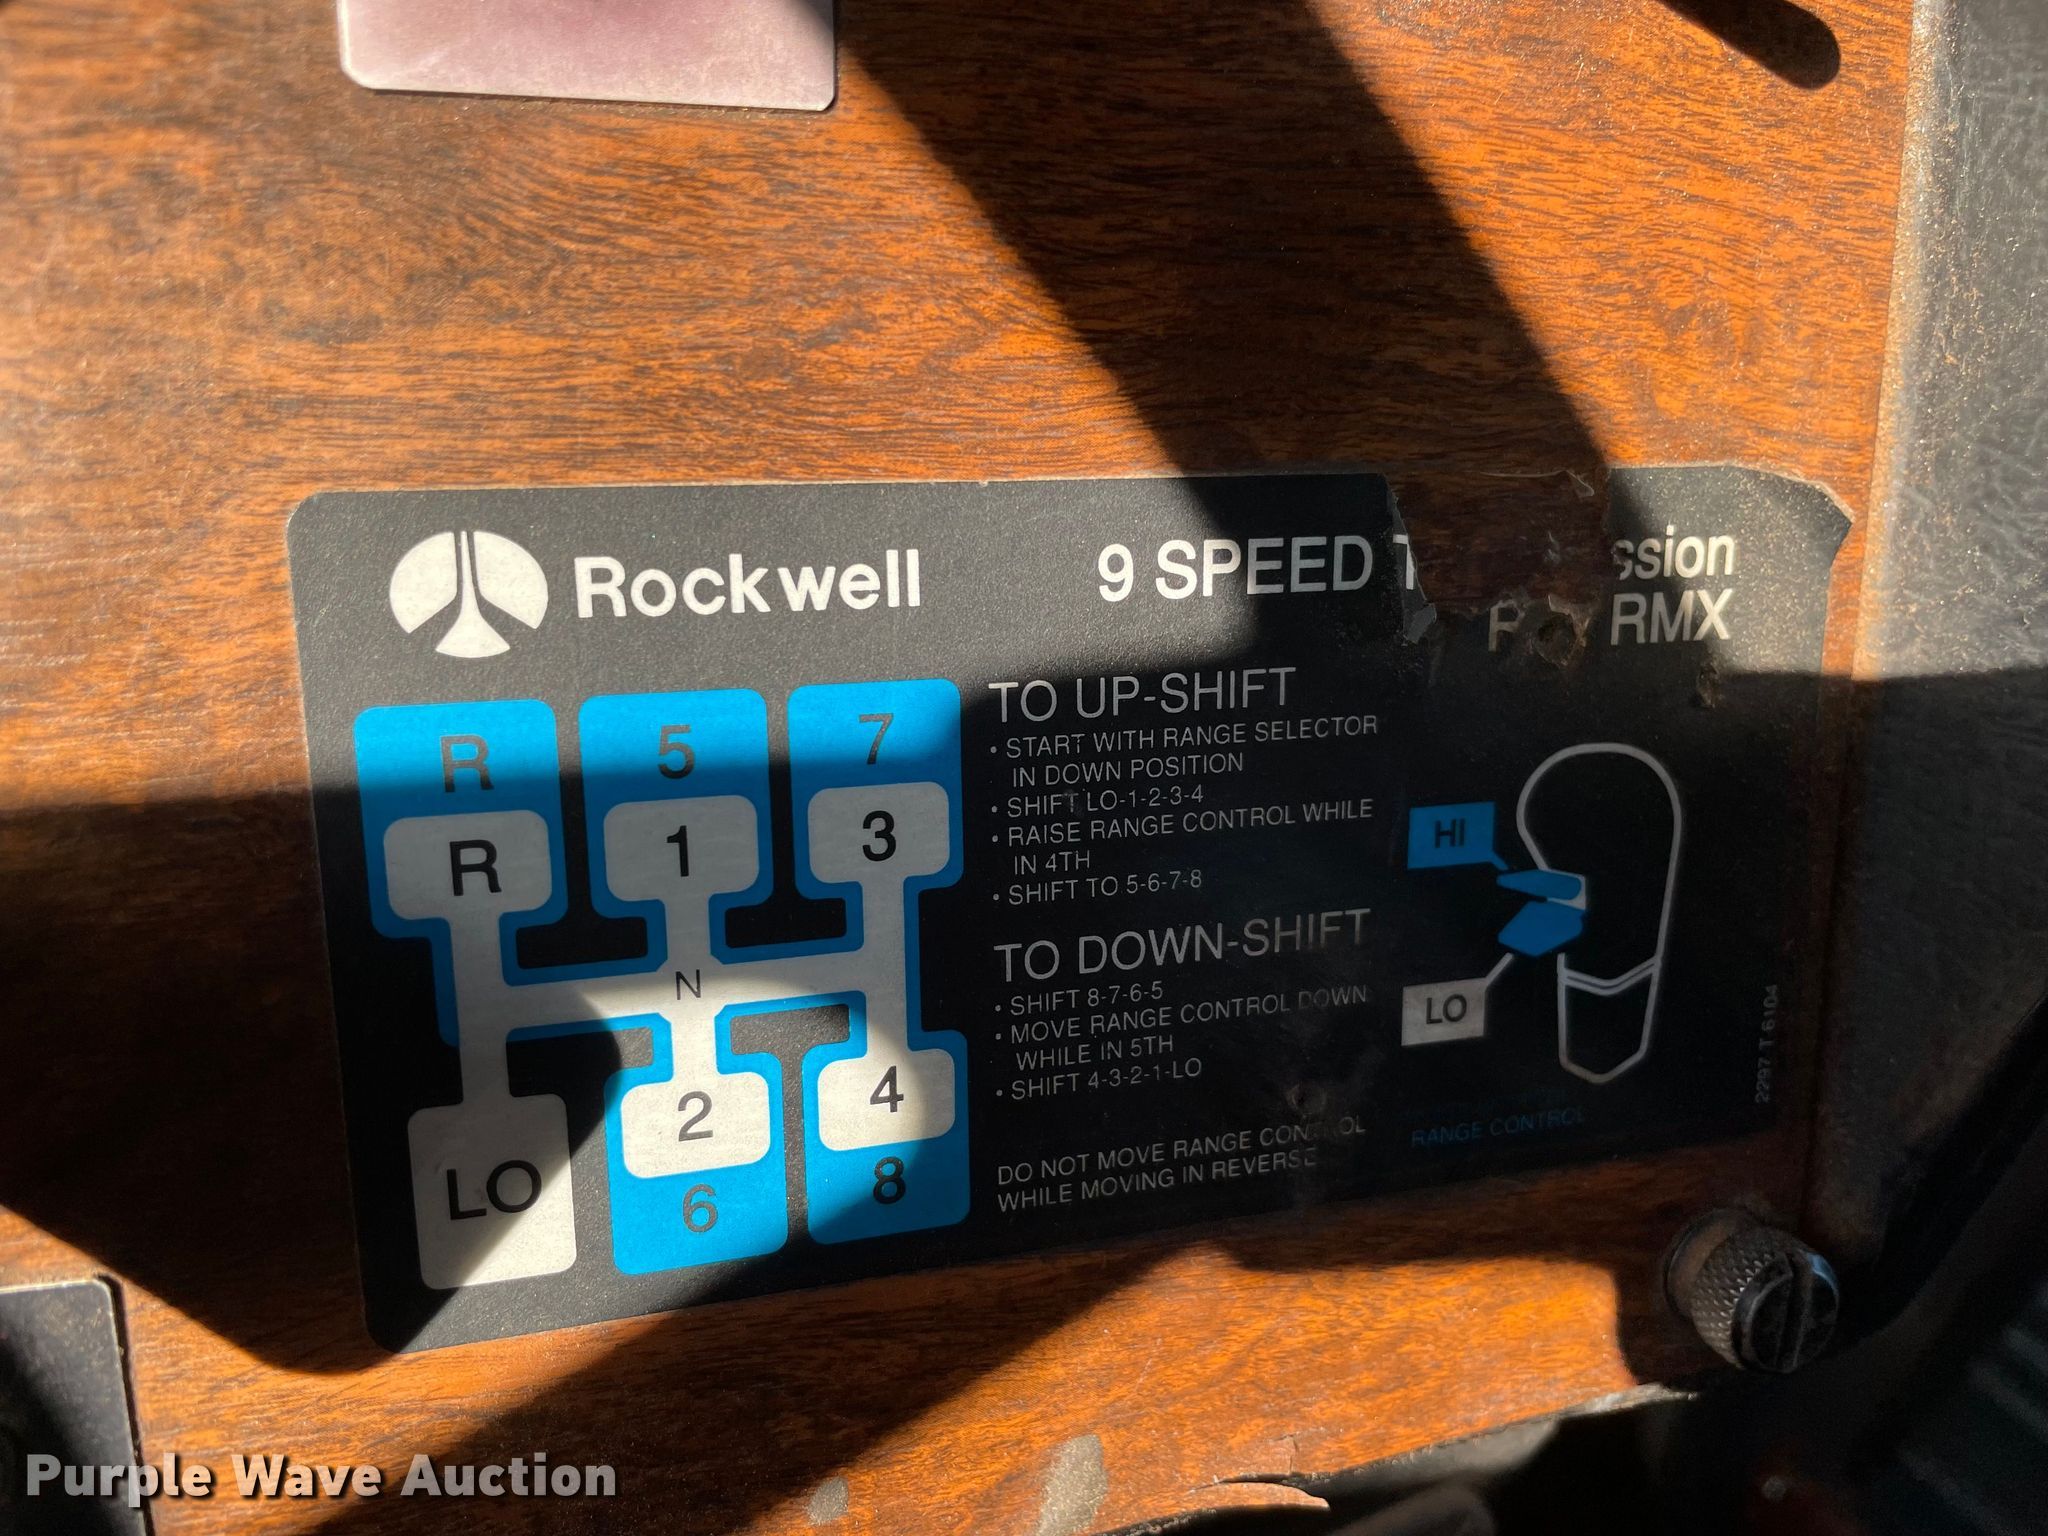 Rockwell
9 SPEED
RMX
R 5 7
R 1 3
N
2 4
LO 6 8
TO UP-SHIFT
• START WITH RANGE SELECTOR
IN DOWN POSITION
• SHIFT LO-1-2-3-4
• RAISE RANGE CONTROL WHILE
IN 4TH
• SHIFT TO 5-6-7-8
TO DOWN-SHIFT
• SHIFT 8-7-6-5
• MOVE RANGE CONTROL DOWN
WHILE IN 5TH
• SHIFT 4-3-2-1-LO
DO NOT MOVE RANGE CONTROL
WHILE MOVING IN REVERSE
HI
LO
RANGE CONTROL
2297 T 6104
Purple Wave Auction